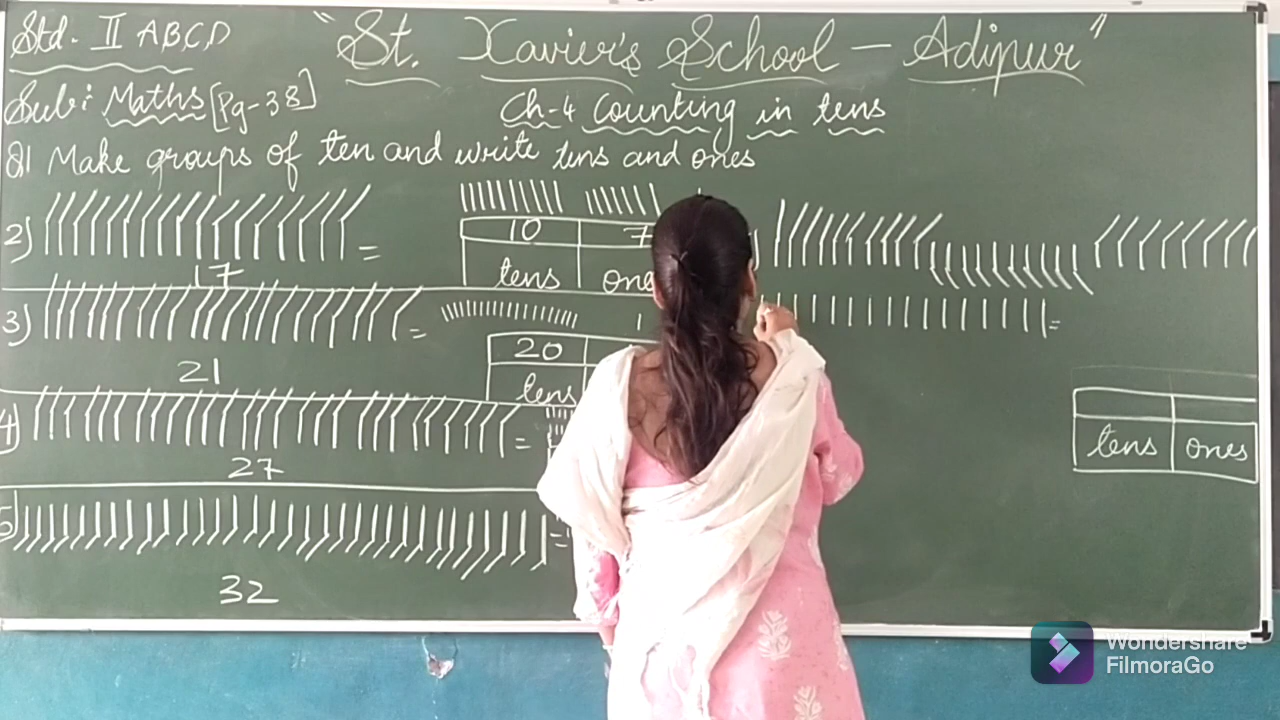 Std. II A B C D "St. Xavier's School – Adipur"
Sub: Maths [Pg-38] Ch-4 Counting in tens
Q1 Make groups of ten and write tens and ones
2) = 10 7
17 tens
3) = 1
21 20
tens
4) =
27 tens ones
5) =
32
Wondershare
FilmoraGo